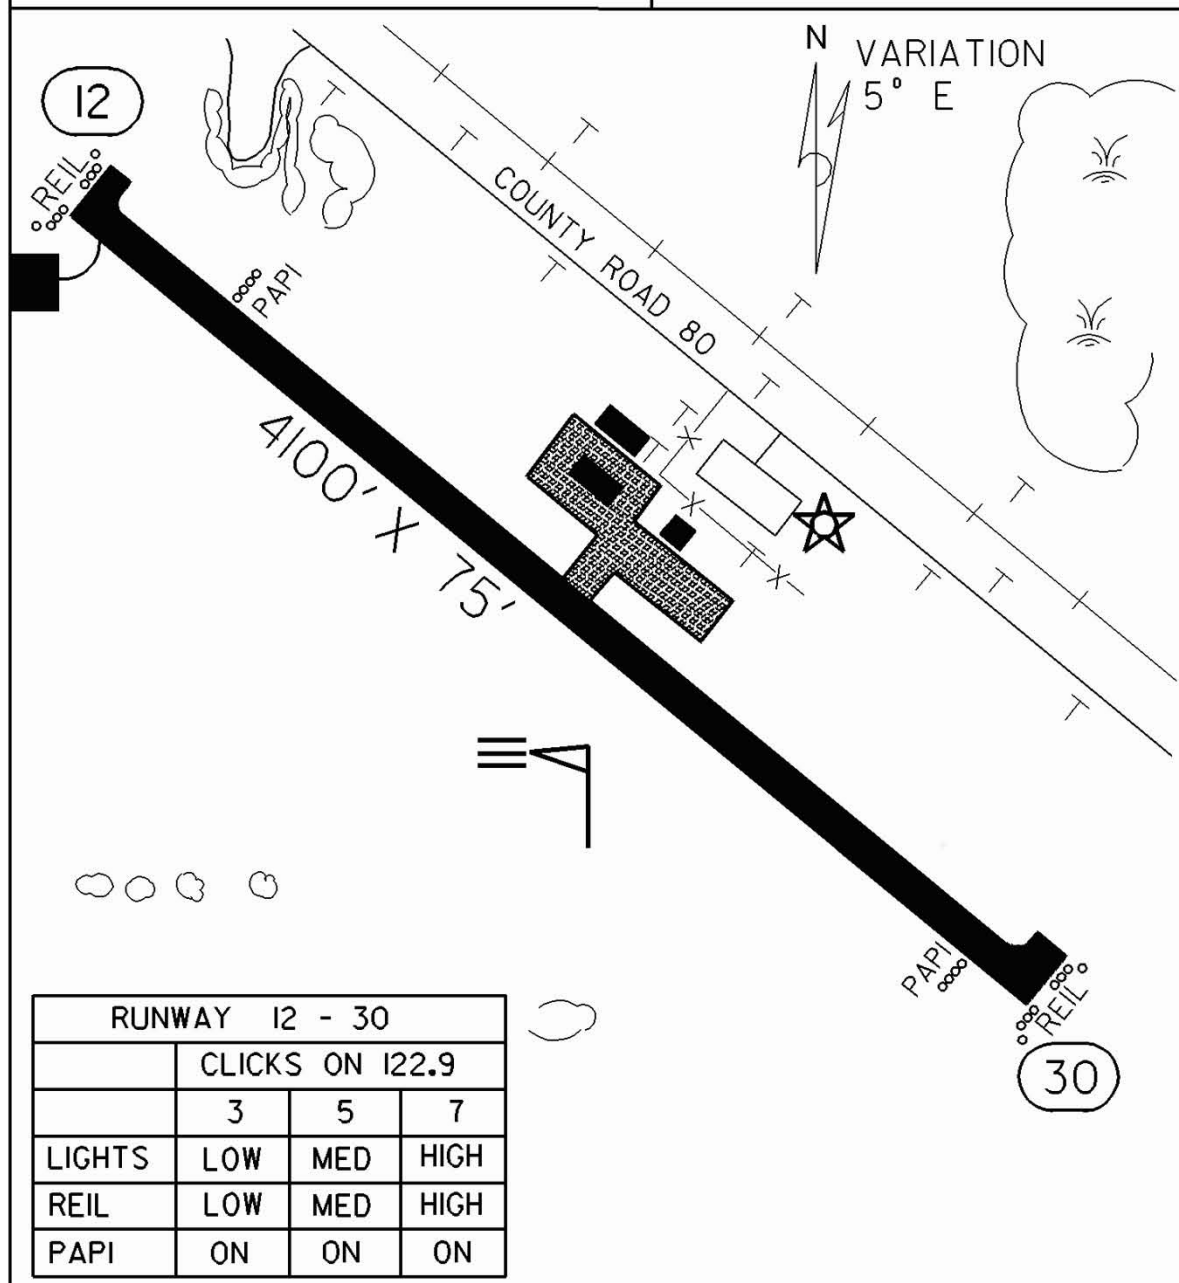 N
VARIATION
5° E
12
REIL
PAPI
COUNTY ROAD 80
4100' X 75'
PAPI
REIL
30
RUNWAY 12 - 30
CLICKS ON 122.9
3 5 7
LIGHTS LOW MED HIGH
REIL LOW MED HIGH
PAPI ON ON ON